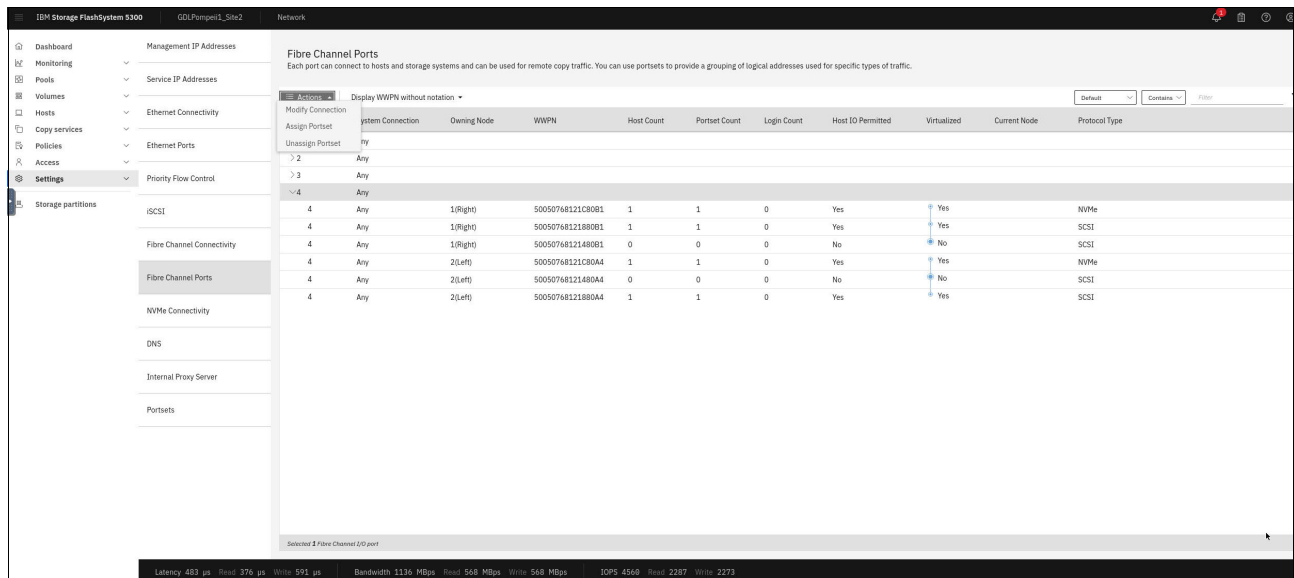 IBM Storage FlashSystem 5300 GDLPompeii1_Site2 Network 1
Dashboard
Monitoring
Pools
Volumes
Hosts
Copy services
Policies
Access
Settings
Storage partitions
Management IP Addresses
Service IP Addresses
Ethernet Connectivity
Ethernet Ports
Priority Flow Control
iSCSI
Fibre Channel Connectivity
Fibre Channel Ports
NVMe Connectivity
DNS
Internal Proxy Server
Portsets
Fibre Channel Ports
Each port can connect to hosts and storage systems and can be used for remote copy traffic. You can use portsets to provide a grouping of logical addresses used for specific types of traffic.
Actions Display WWPN without notation Default Contains Filter
Modify Connection
Assign Portset
Unassign Portset
ystem Connection Owning Node WWPN Host Count Portset Count Login Count Host IO Permitted Virtualized Current Node Protocol Type
ny
2 Any
3 Any
4 Any
4 Any 1(Right) 50050768121C80B1 1 1 0 Yes Yes NVMe
4 Any 1(Right) 50050768121880B1 1 1 0 Yes Yes SCSI
4 Any 1(Right) 50050768121480B1 0 0 0 No No SCSI
4 Any 2(Left) 50050768121C80A4 1 1 0 Yes Yes NVMe
4 Any 2(Left) 50050768121480A4 0 0 0 No No SCSI
4 Any 2(Left) 50050768121880A4 1 1 0 Yes Yes SCSI
Selected 1 Fibre Channel I/O port
Latency 483 µs Read 376 µs Write 591 µs Bandwidth 1136 MBps Read 568 MBps Write 568 MBps IOPS 4560 Read 2287 Write 2273